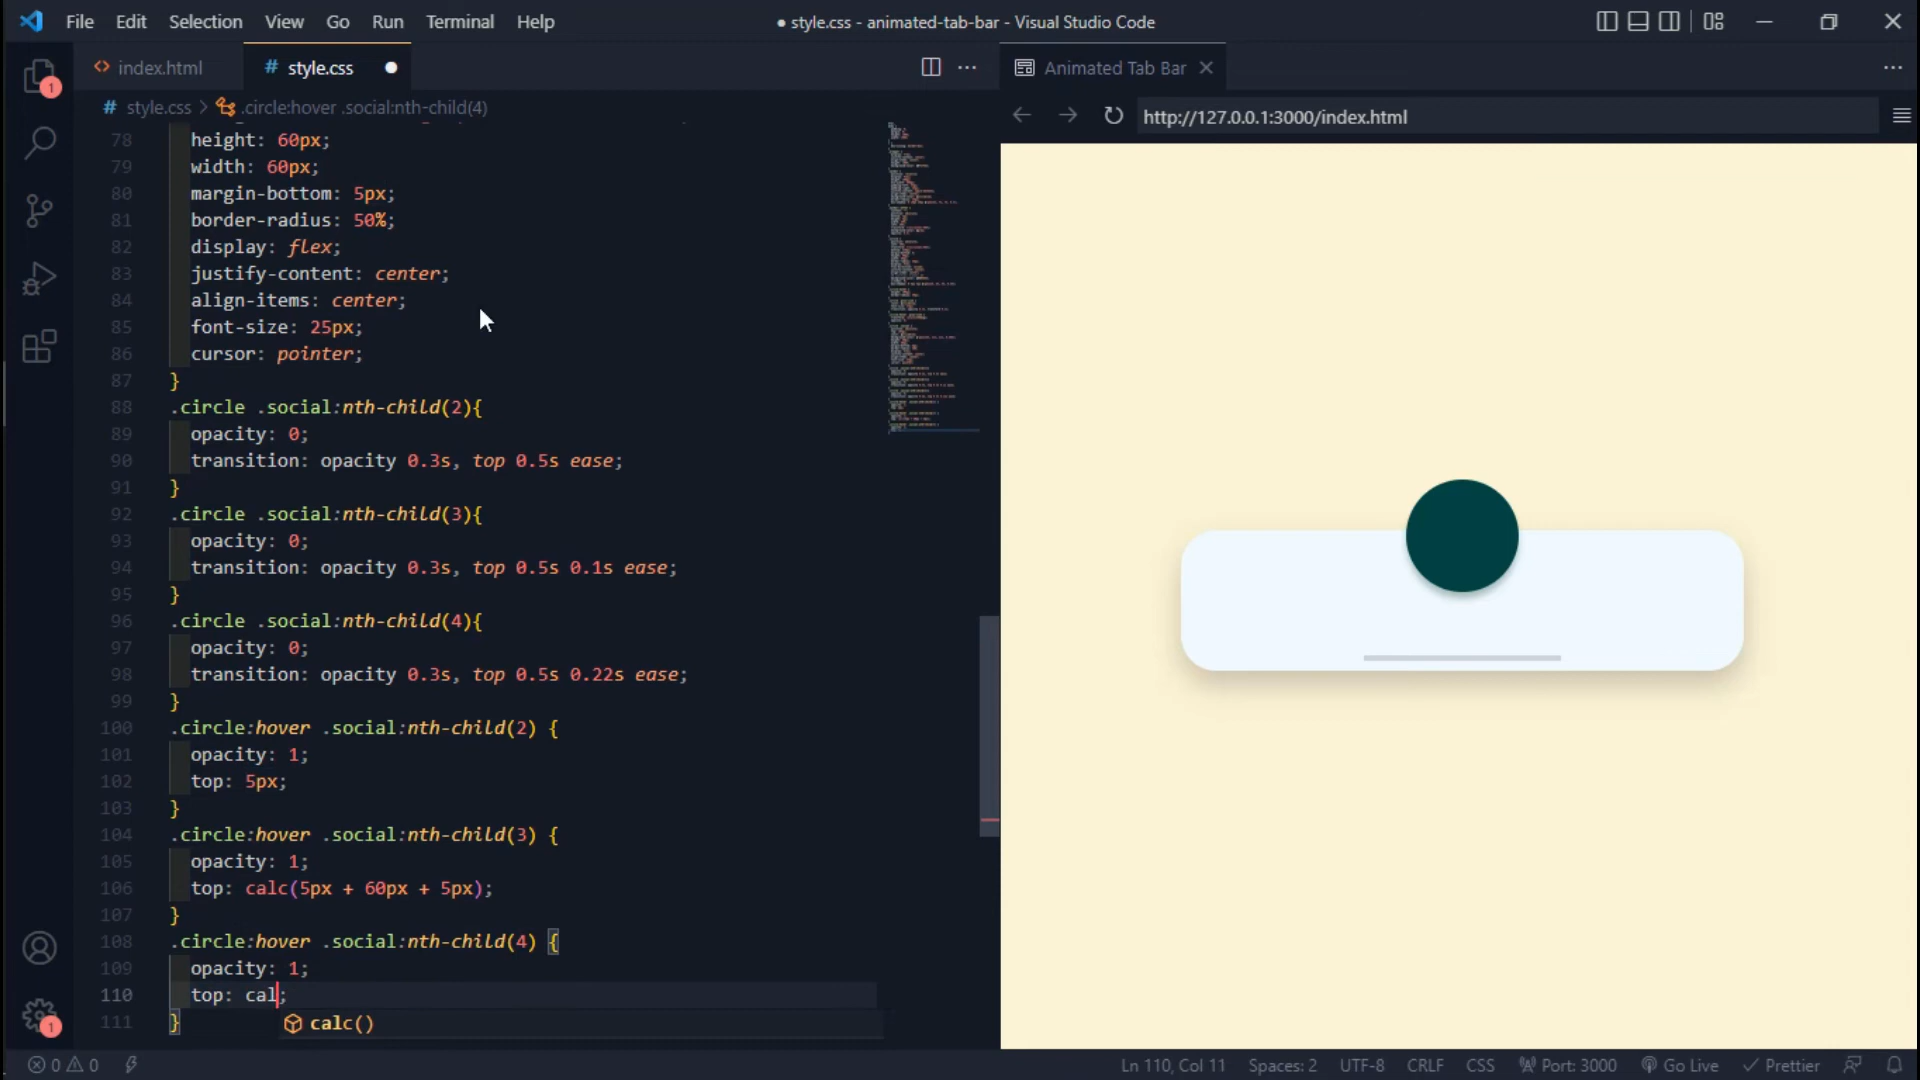 File Edit Selection View Go Run Terminal Help
● style.css - animated-tab-bar - Visual Studio Code
index.html
# style.css
Animated Tab Bar
# style.css > .circle:hover .social:nth-child(4)
http://127.0.0.1:3000/index.html
78 height: 60px;
79 width: 60px;
80 margin-bottom: 5px;
81 border-radius: 50%;
82 display: flex;
83 justify-content: center;
84 align-items: center;
85 font-size: 25px;
86 cursor: pointer;
87 }
88 .circle .social:nth-child(2){
89 opacity: 0;
90 transition: opacity 0.3s, top 0.5s ease;
91 }
92 .circle .social:nth-child(3){
93 opacity: 0;
94 transition: opacity 0.3s, top 0.5s 0.1s ease;
95 }
96 .circle .social:nth-child(4){
97 opacity: 0;
98 transition: opacity 0.3s, top 0.5s 0.22s ease;
99 }
100 .circle:hover .social:nth-child(2) {
101 opacity: 1;
102 top: 5px;
103 }
104 .circle:hover .social:nth-child(3) {
105 opacity: 1;
106 top: calc(5px + 60px + 5px);
107 }
108 .circle:hover .social:nth-child(4) {
109 opacity: 1;
110 top: cal;
111 }
calc()
1
1
0 0
Ln 110, Col 11
Spaces: 2
UTF-8
CRLF
CSS
Port: 3000
Go Live
Prettier